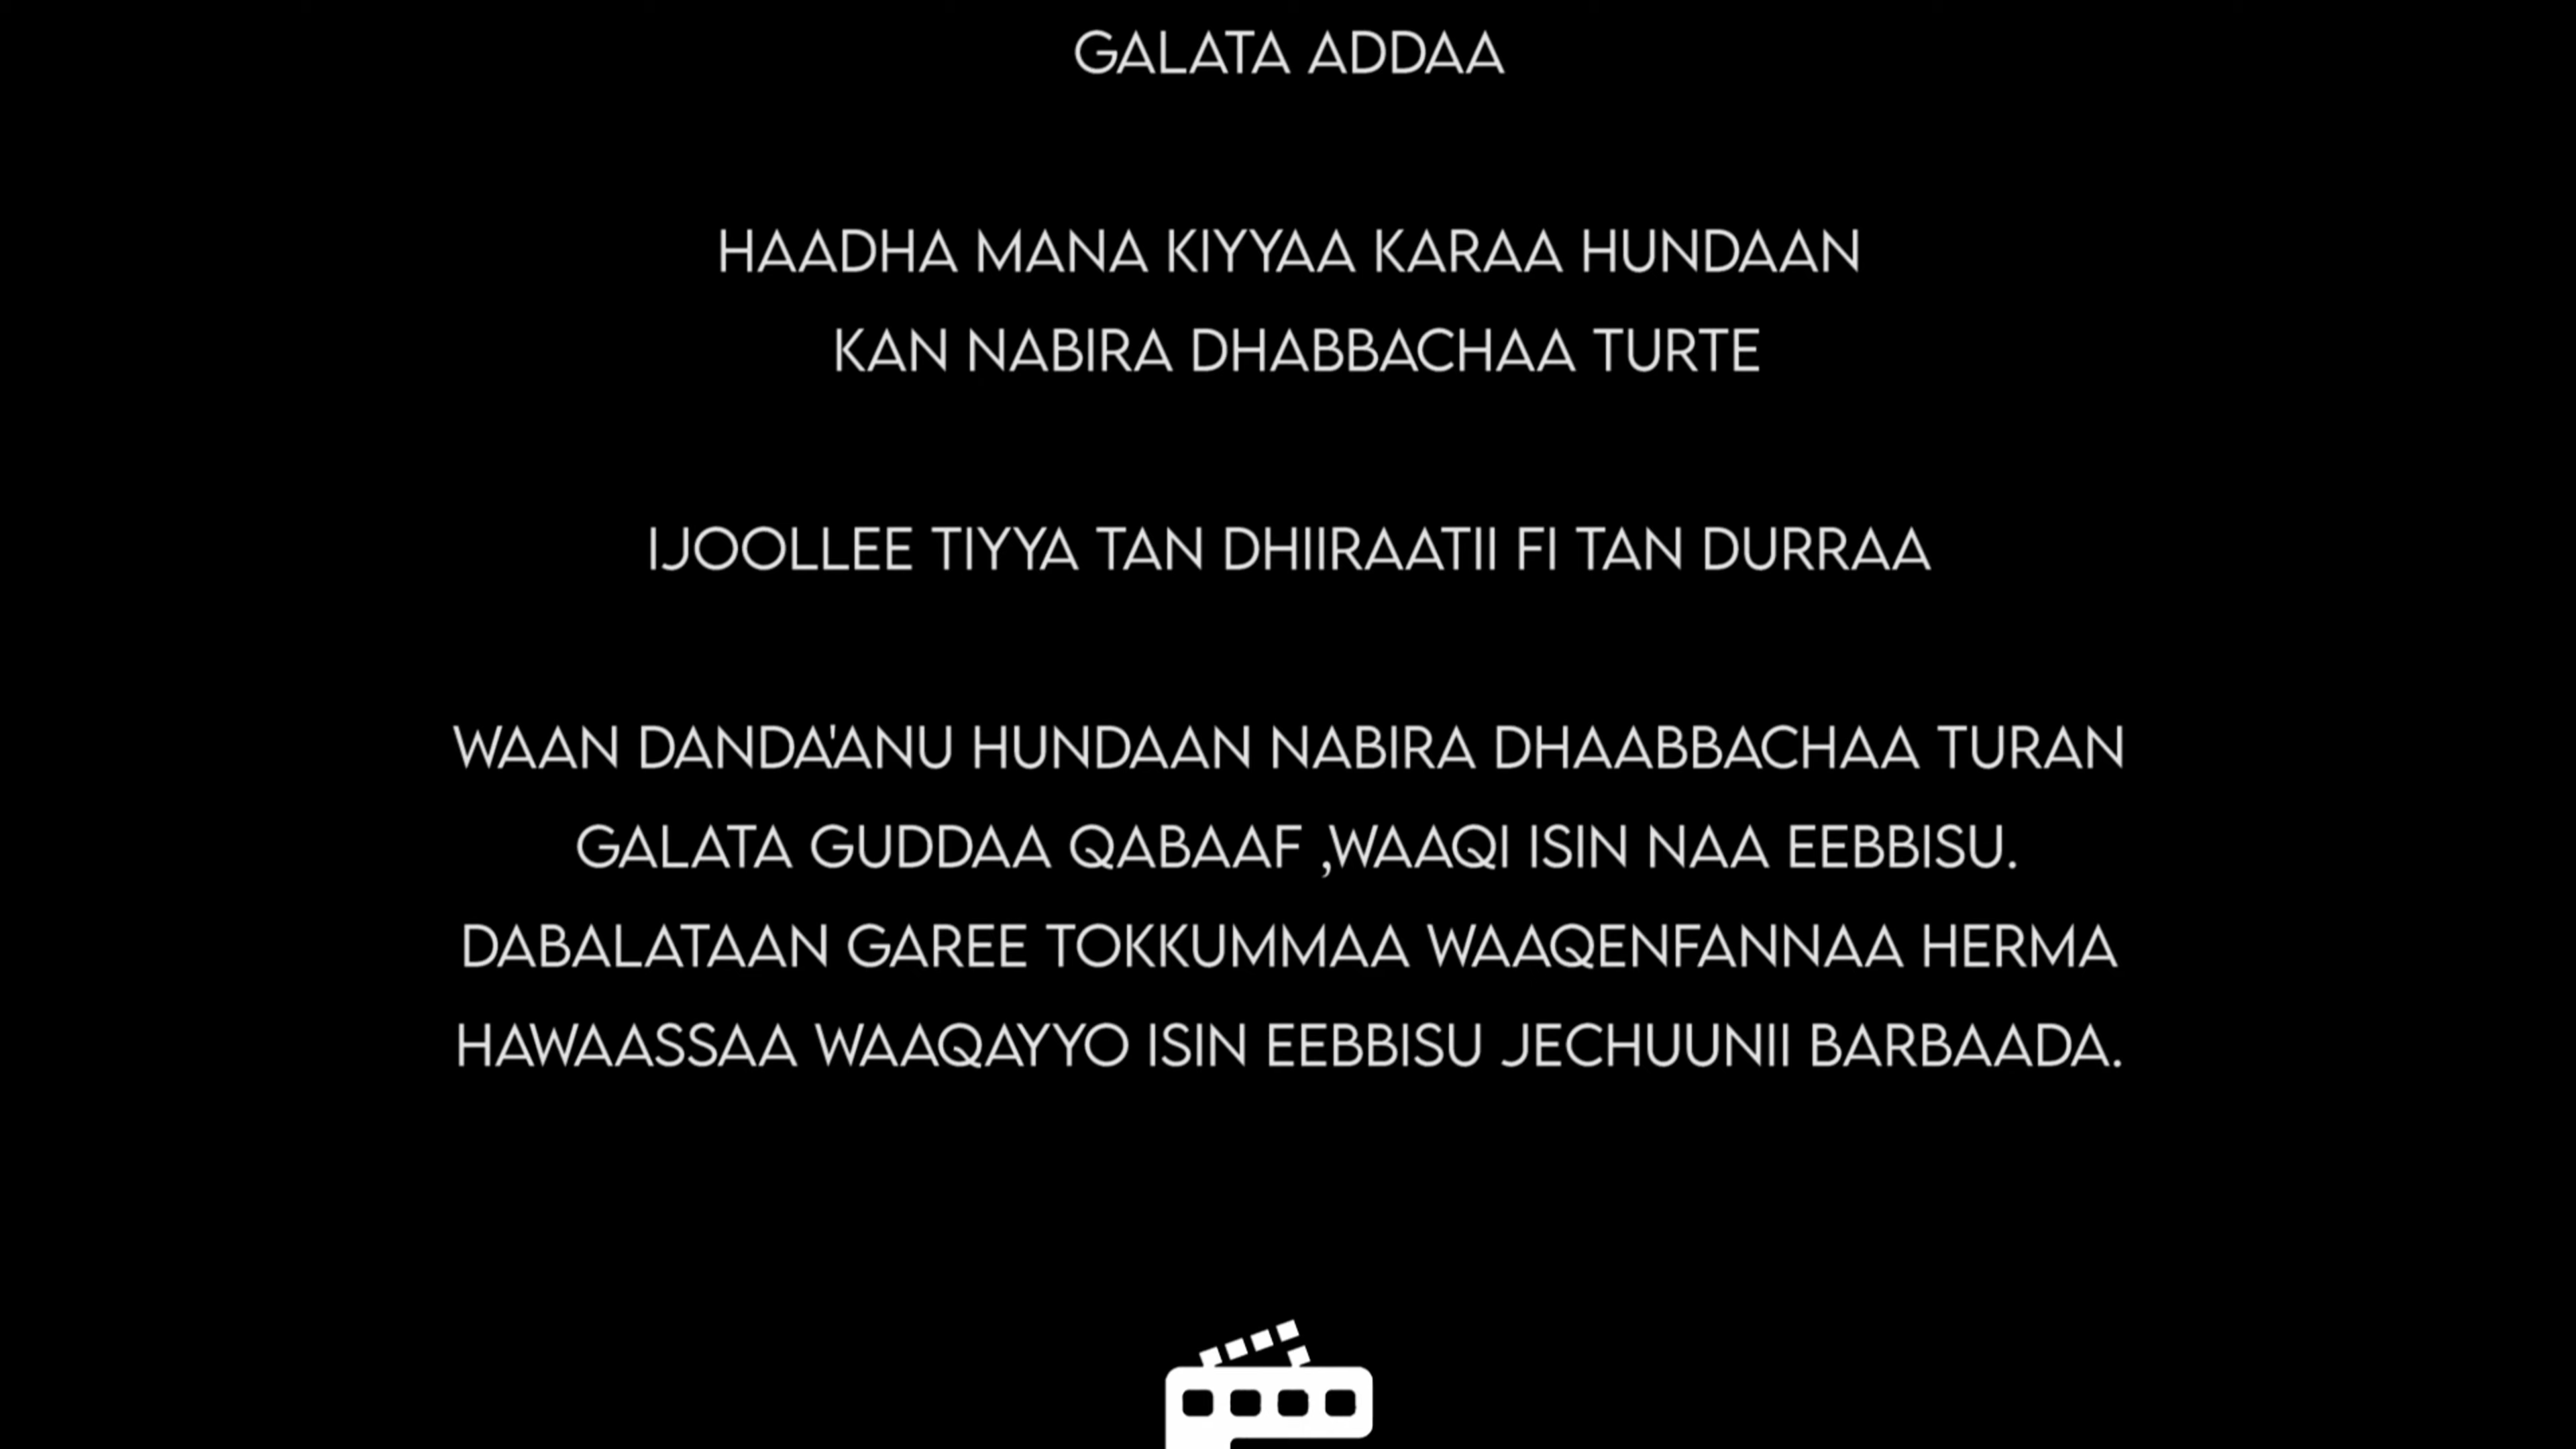 GALATA ADDAA
HAADHA MANA KIYYAA KARAA HUNDAAN
KAN NABIRA DHABBACHAA TURTE
IJOOLLEE TIYYA TAN DHIIRAATII FI TAN DURRAA
WAAN DANDA'ANU HUNDAAN NABIRA DHAABBACHAA TURAN
GALATA GUDDAA QABAAF ,WAAQI ISIN NAA EEBBISU.
DABALATAAN GAREE TOKKUMMAA WAAQENFANNAA HERMA
HAWAASSAA WAAQAYYO ISIN EEBBISU JECHUUNII BARBAADA.